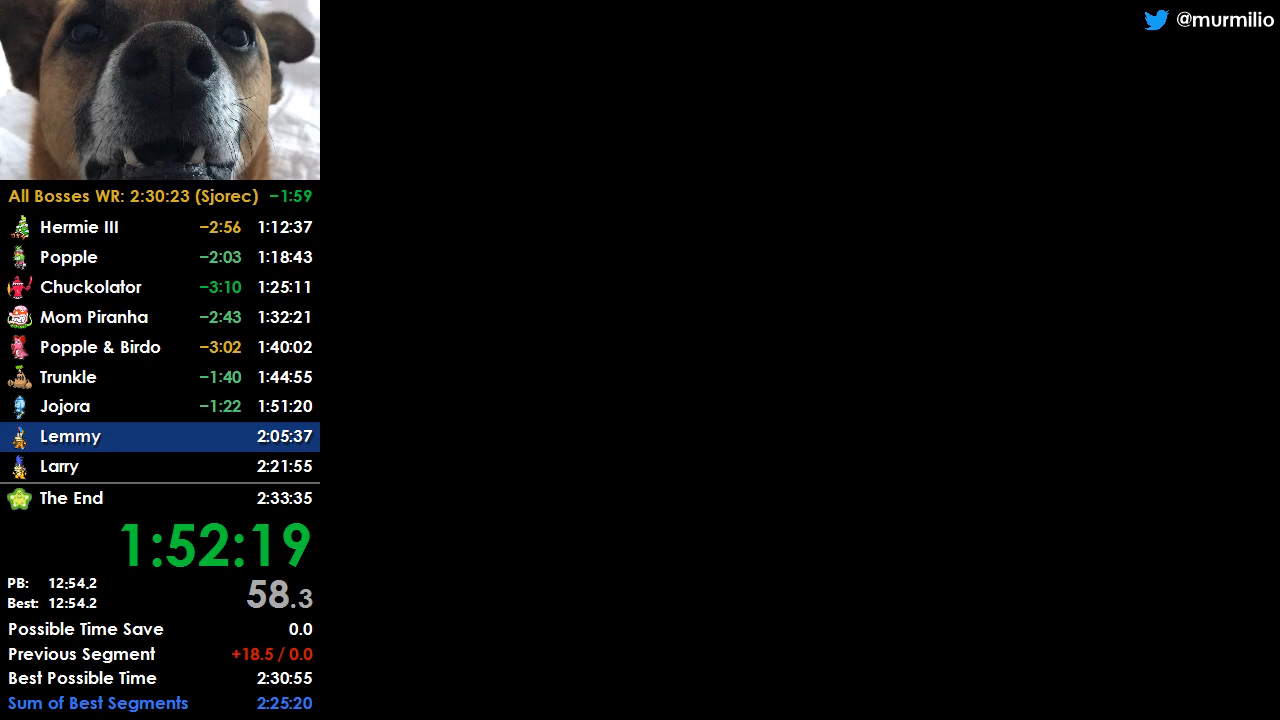 @murmilio
All Bosses WR: 2:30:23 (Sjorec) −1:59
Hermie III −2:56 1:12:37
Popple −2:03 1:18:43
Chuckolator −3:10 1:25:11
Mom Piranha −2:43 1:32:21
Popple & Birdo −3:02 1:40:02
Trunkle −1:40 1:44:55
Jojora −1:22 1:51:20
Lemmy 2:05:37
Larry 2:21:55
The End 2:33:35
1:52:19
PB: 12:54.2 58.3
Best: 12:54.2
Possible Time Save 0.0
Previous Segment +18.5 / 0.0
Best Possible Time 2:30:55
Sum of Best Segments 2:25:20